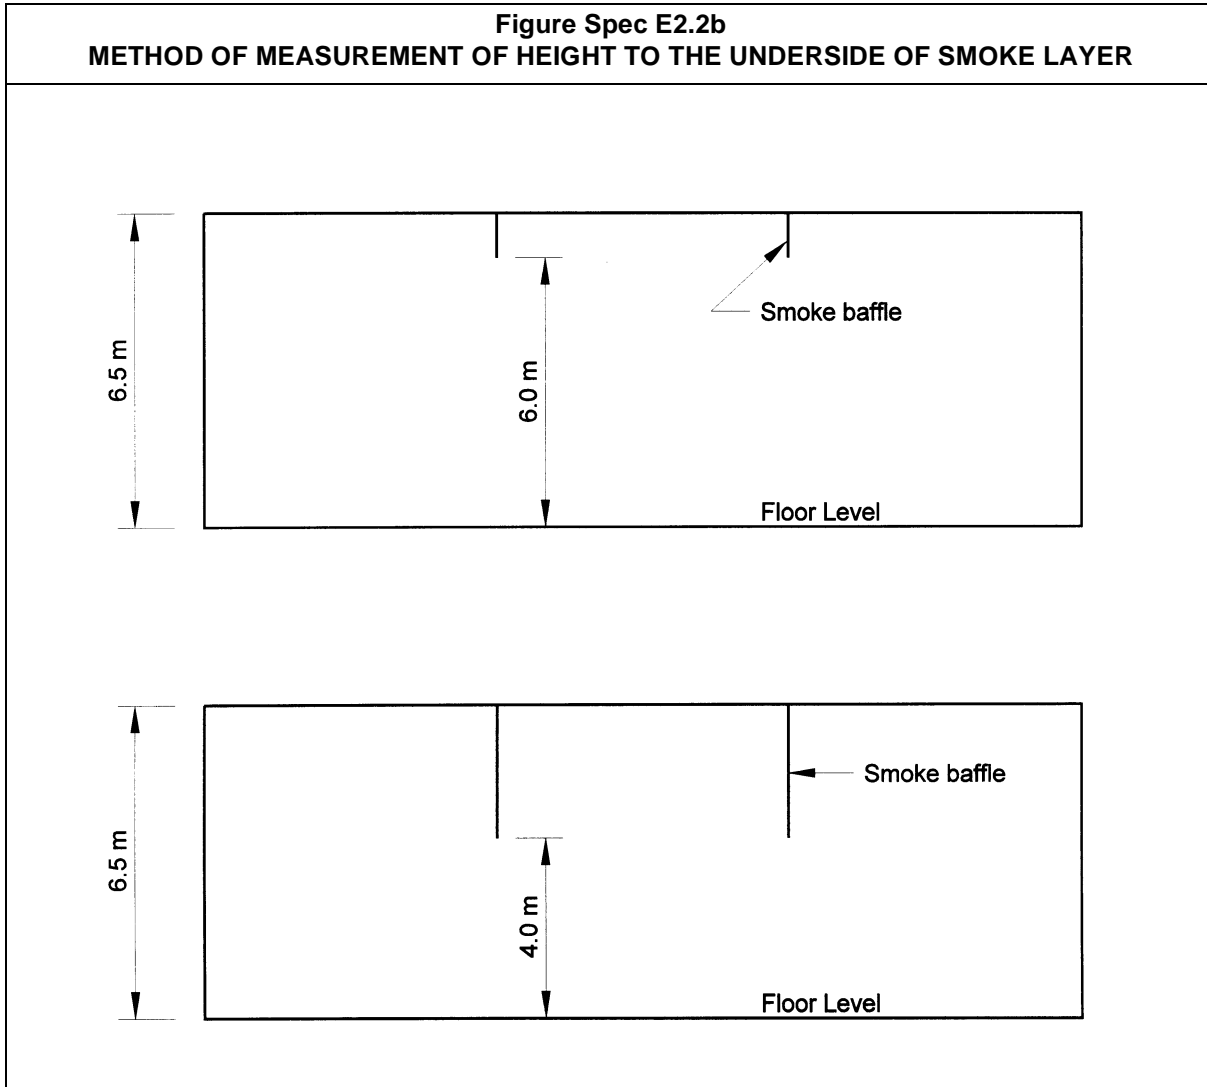 Figure Spec E2.2b
METHOD OF MEASUREMENT OF HEIGHT TO THE UNDERSIDE OF SMOKE LAYER
6.5 m
6.0 m
Smoke baffle
Floor Level
6.5 m
4.0 m
Smoke baffle
Floor Level